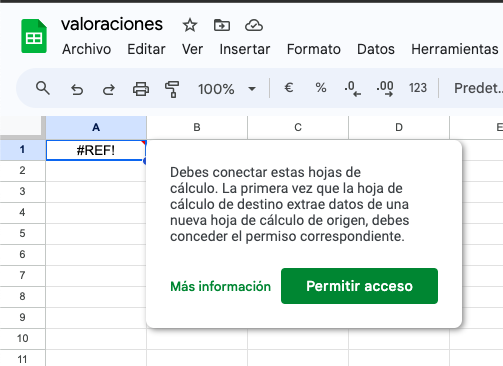 valoraciones
Archivo Editar Ver Insertar Formato Datos Herramientas
100% € % .0 .00 123 Predet...
A B C D E
1 #REF!
2
3
4
5
6
7
8
9
10
11
Debes conectar estas hojas de
cálculo. La primera vez que la hoja de
cálculo de destino extrae datos de una
nueva hoja de cálculo de origen, debes
conceder el permiso correspondiente.
Más información Permitir acceso